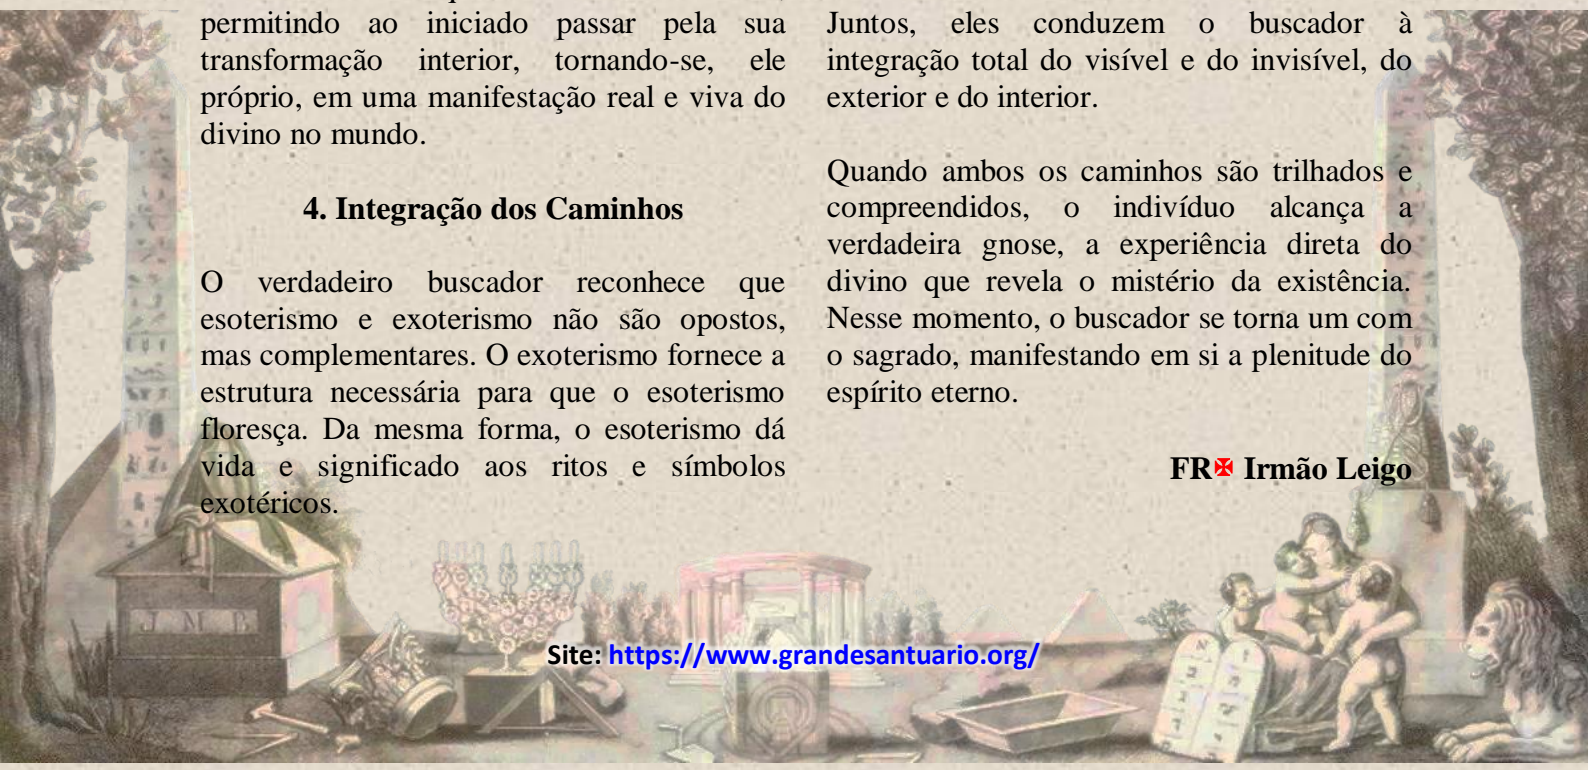 permitindo ao iniciado passar pela sua
transformação interior, tornando-se, ele
próprio, em uma manifestação real e viva do
divino no mundo.
4. Integração dos Caminhos
O verdadeiro buscador reconhece que
esoterismo e exoterismo não são opostos,
mas complementares. O exoterismo fornece a
estrutura necessária para que o esoterismo
floresça. Da mesma forma, o esoterismo dá
vida e significado aos ritos e símbolos
exotéricos.
Juntos, eles conduzem o buscador à
integração total do visível e do invisível, do
exterior e do interior.
Quando ambos os caminhos são trilhados e
compreendidos, o indivíduo alcança a
verdadeira gnose, a experiência direta do
divino que revela o mistério da existência.
Nesse momento, o buscador se torna um com
o sagrado, manifestando em si a plenitude do
espírito eterno.
FR✠ Irmão Leigo
J M B
Site: https://www.grandesantuario.org/